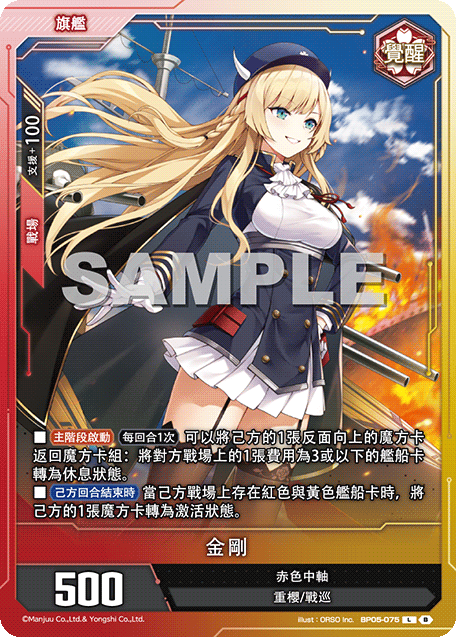 旗艦
覺醒
支援+100
戰場
SAMPLE
■ 主階段啟動 每回合1次 可以將己方的1張反面向上的魔方卡
返回魔方卡組：將對方戰場上的1張費用為3或以下的艦船卡
轉為休息狀態。
■ 己方回合結束時 當己方戰場上存在紅色與黃色艦船卡時，將
己方的1張魔方卡轉為激活狀態。
金剛
500
赤色中軸
重櫻/戰巡
©Manjuu Co.,Ltd.& Yongshi Co.,Ltd.
illust：ORSO Inc. BP05-075 L B